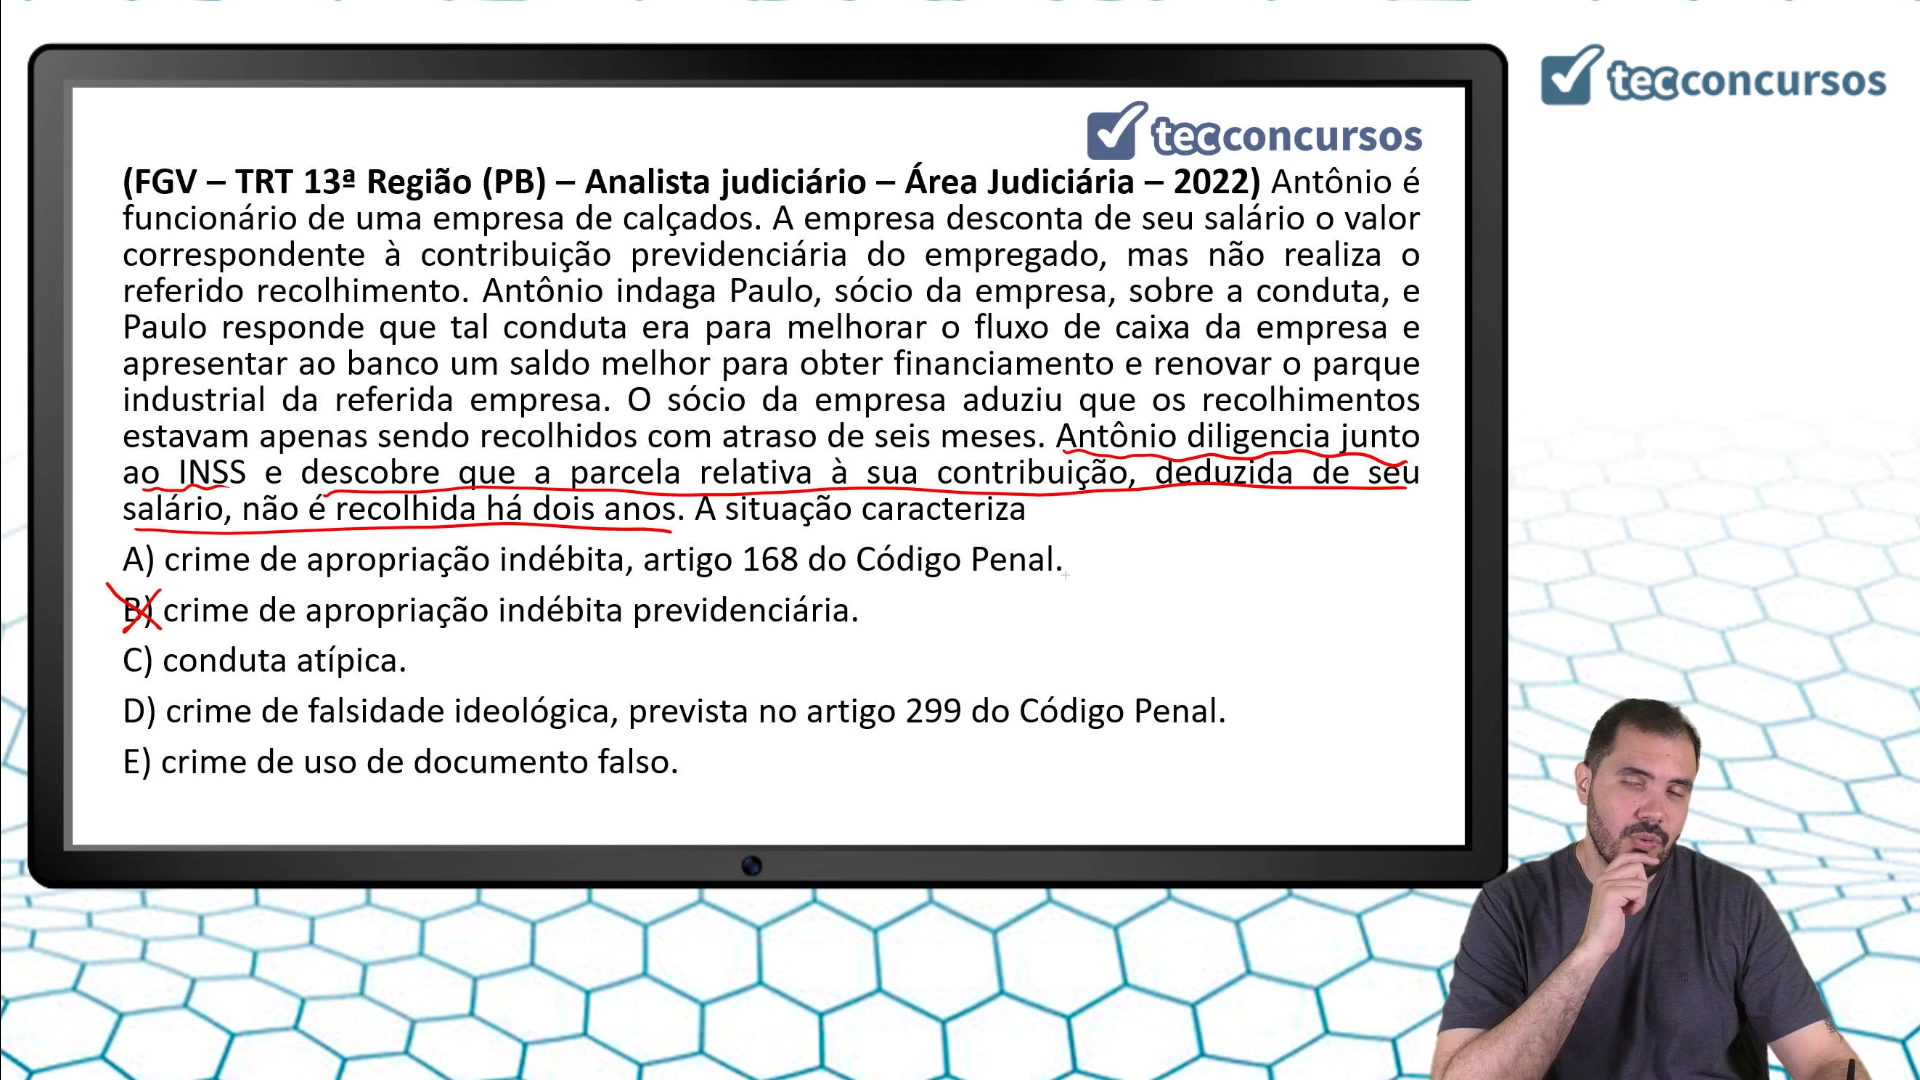 tecconcursos
tecconcursos
(FGV – TRT 13ª Região (PB) – Analista judiciário – Área Judiciária – 2022) Antônio é
funcionário de uma empresa de calçados. A empresa desconta de seu salário o valor
correspondente à contribuição previdenciária do empregado, mas não realiza o
referido recolhimento. Antônio indaga Paulo, sócio da empresa, sobre a conduta, e
Paulo responde que tal conduta era para melhorar o fluxo de caixa da empresa e
apresentar ao banco um saldo melhor para obter financiamento e renovar o parque
industrial da referida empresa. O sócio da empresa aduziu que os recolhimentos
estavam apenas sendo recolhidos com atraso de seis meses. Antônio diligencia junto
ao INSS e descobre que a parcela relativa à sua contribuição, deduzida de seu
salário, não é recolhida há dois anos. A situação caracteriza
A) crime de apropriação indébita, artigo 168 do Código Penal.
B) crime de apropriação indébita previdenciária.
C) conduta atípica.
D) crime de falsidade ideológica, prevista no artigo 299 do Código Penal.
E) crime de uso de documento falso.